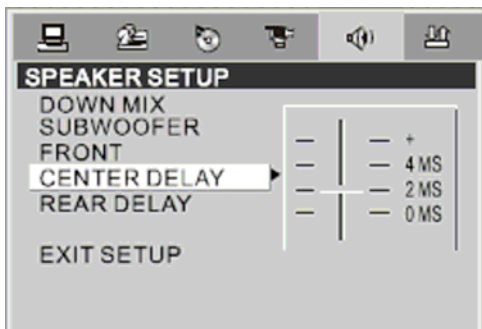 SPEAKER SETUP
DOWN MIX
SUBWOOFER
FRONT
CENTER DELAY
REAR DELAY
EXIT SETUP
+
4 MS
2 MS
0 MS